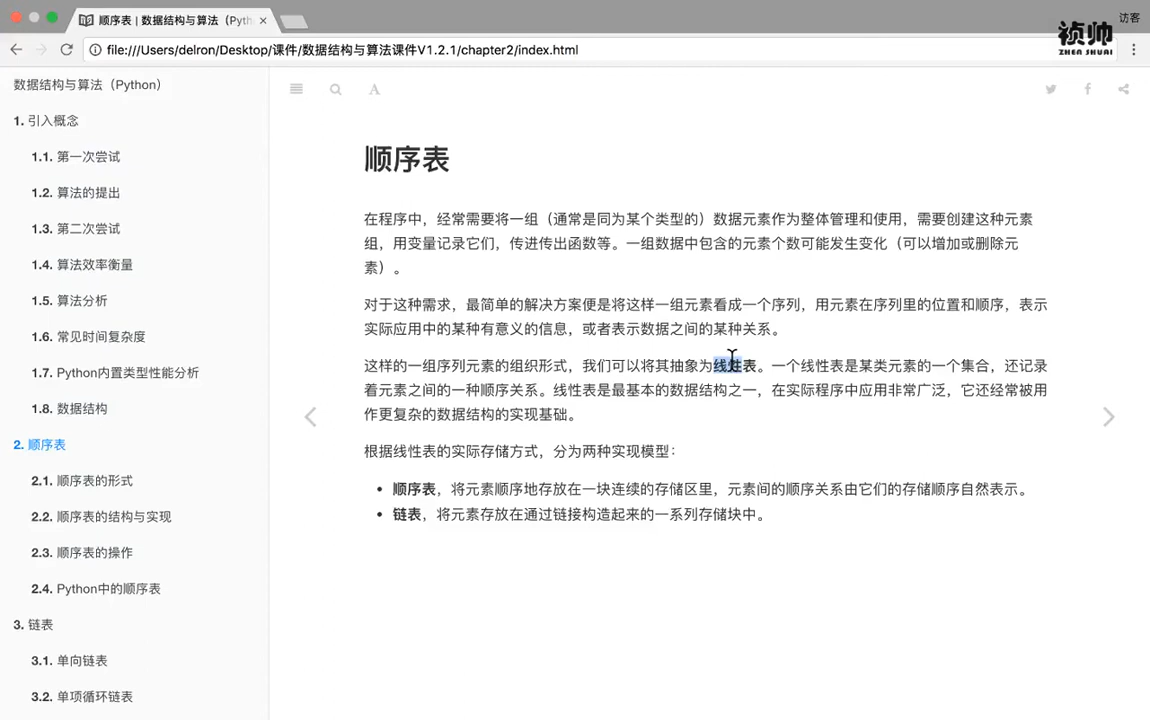 顺序表 | 数据结构与算法（Pyth
访客
file:///Users/delron/Desktop/课件/数据结构与算法课件V1.2.1/chapter2/index.html
祯帅
ZHEN SHUAI
数据结构与算法（Python）
1. 引入概念
1.1. 第一次尝试
1.2. 算法的提出
1.3. 第二次尝试
1.4. 算法效率衡量
1.5. 算法分析
1.6. 常见时间复杂度
1.7. Python内置类型性能分析
1.8. 数据结构
2. 顺序表
2.1. 顺序表的形式
2.2. 顺序表的结构与实现
2.3. 顺序表的操作
2.4. Python中的顺序表
3. 链表
3.1. 单向链表
3.2. 单项循环链表
A
顺序表
在程序中，经常需要将一组（通常是同为某个类型的）数据元素作为整体管理和使用，需要创建这种元素
组，用变量记录它们，传进传出函数等。一组数据中包含的元素个数可能发生变化（可以增加或删除元
素）。
对于这种需求，最简单的解决方案便是将这样一组元素看成一个序列，用元素在序列里的位置和顺序，表示
实际应用中的某种有意义的信息，或者表示数据之间的某种关系。
这样的一组序列元素的组织形式，我们可以将其抽象为线性表。一个线性表是某类元素的一个集合，还记录
着元素之间的一种顺序关系。线性表是最基本的数据结构之一，在实际程序中应用非常广泛，它还经常被用
作更复杂的数据结构的实现基础。
根据线性表的实际存储方式，分为两种实现模型：
• 顺序表，将元素顺序地存放在一块连续的存储区里，元素间的顺序关系由它们的存储顺序自然表示。
• 链表，将元素存放在通过链接构造起来的一系列存储块中。